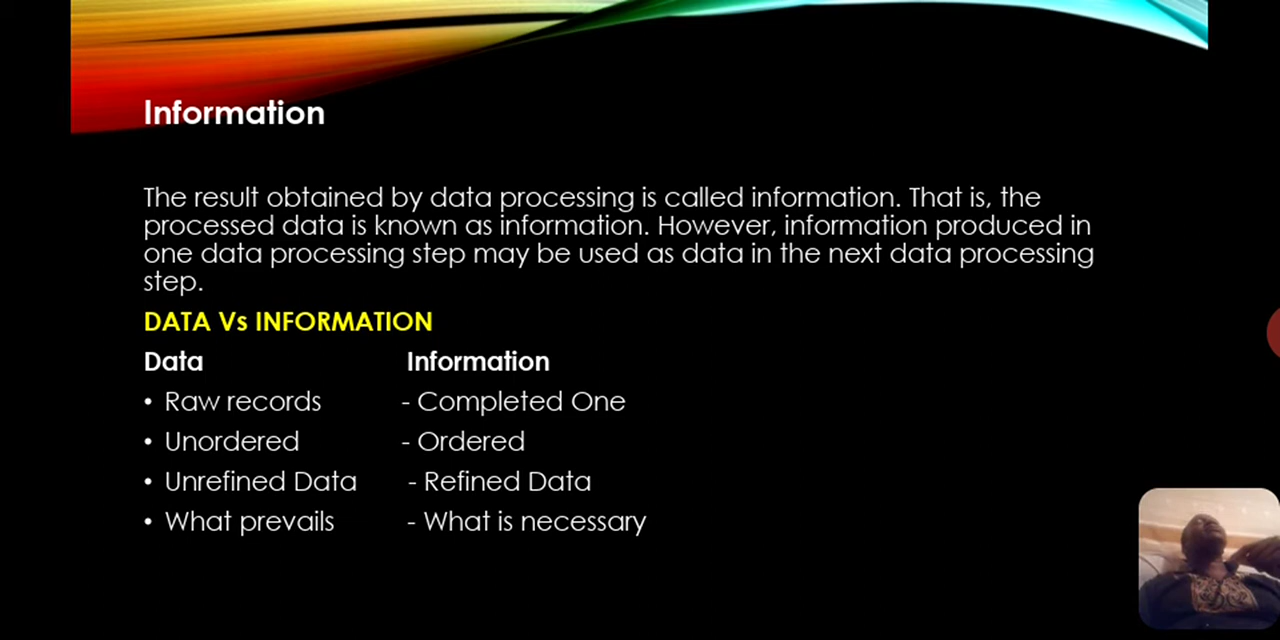 Information
The result obtained by data processing is called information. That is, the
processed data is known as information. However, information produced in
one data processing step may be used as data in the next data processing
step.
DATA Vs INFORMATION
Data Information
• Raw records - Completed One
• Unordered - Ordered
• Unrefined Data - Refined Data
• What prevails - What is necessary